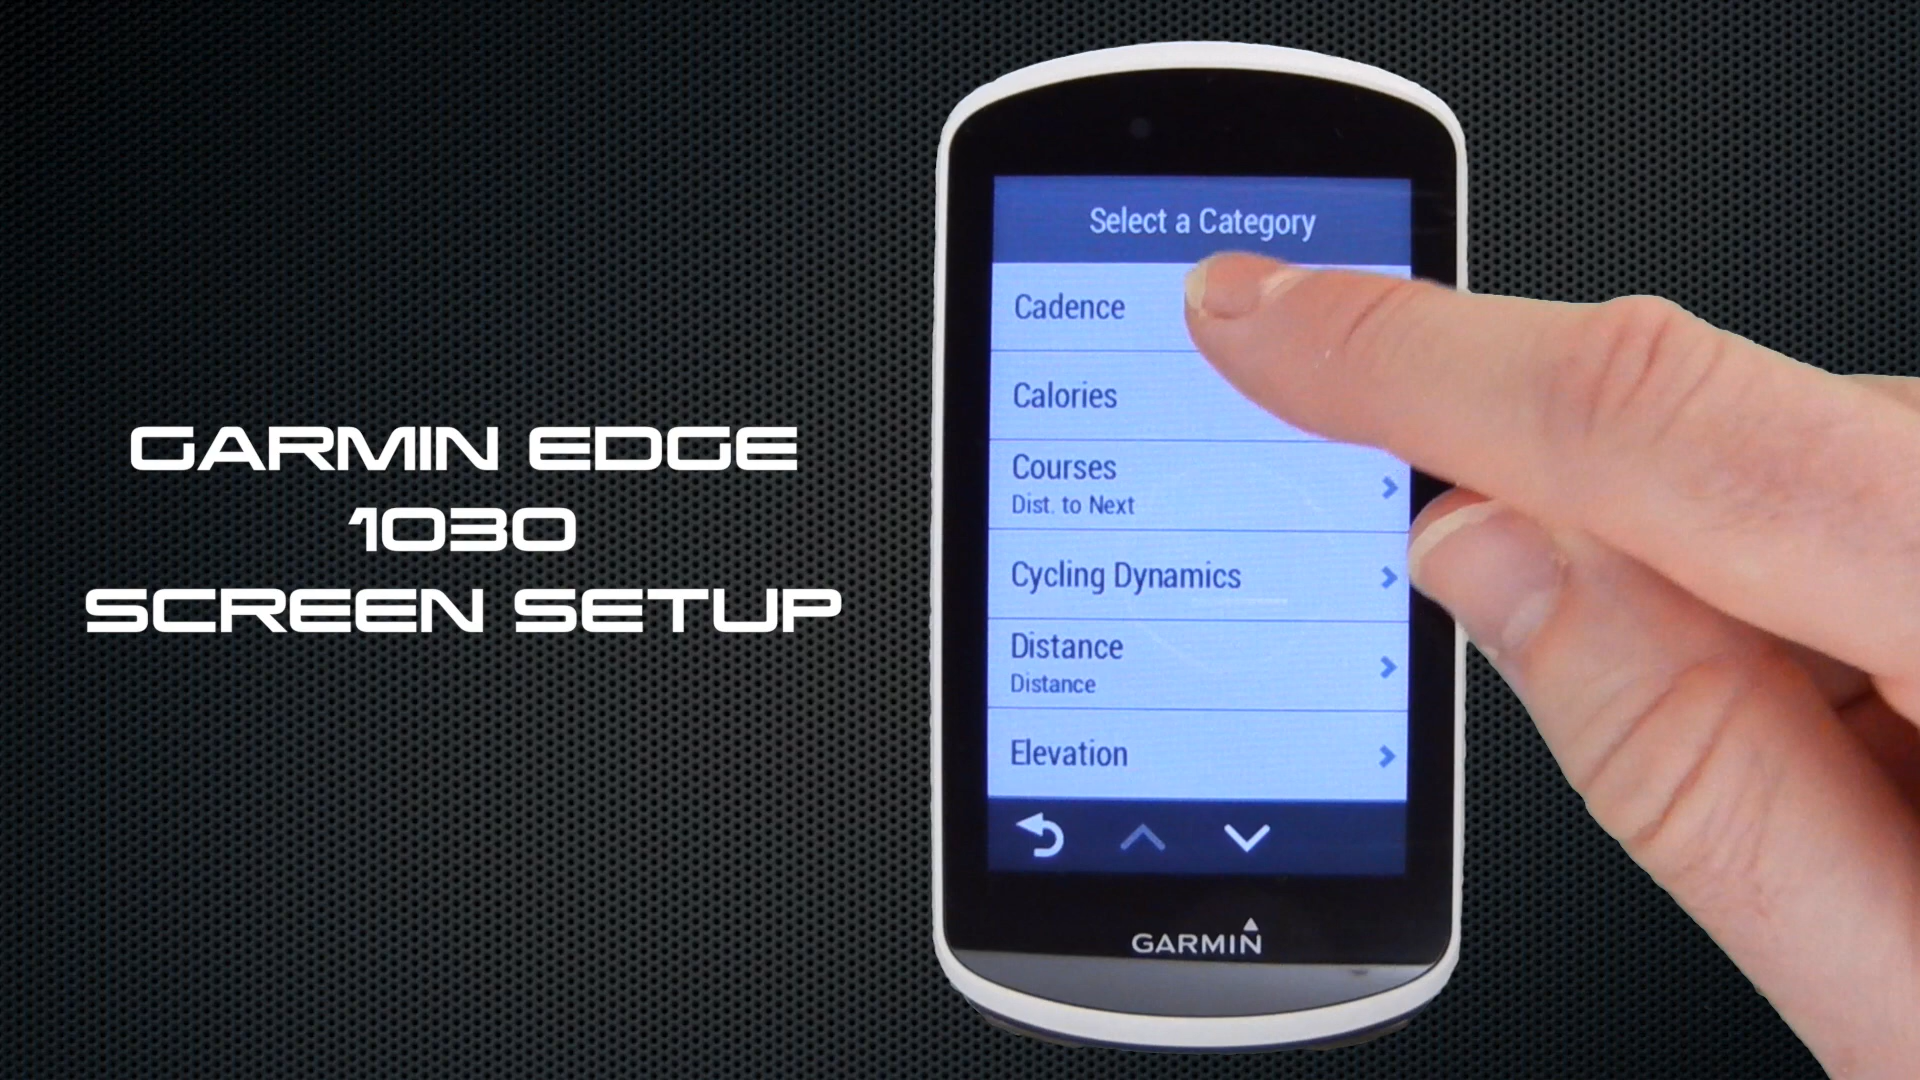 GARMIN EDGE
1030
SCREEN SETUP
Select a Category
Cadence
Calories
Courses
Dist. to Next
Cycling Dynamics
Distance
Distance
Elevation
GARMIN